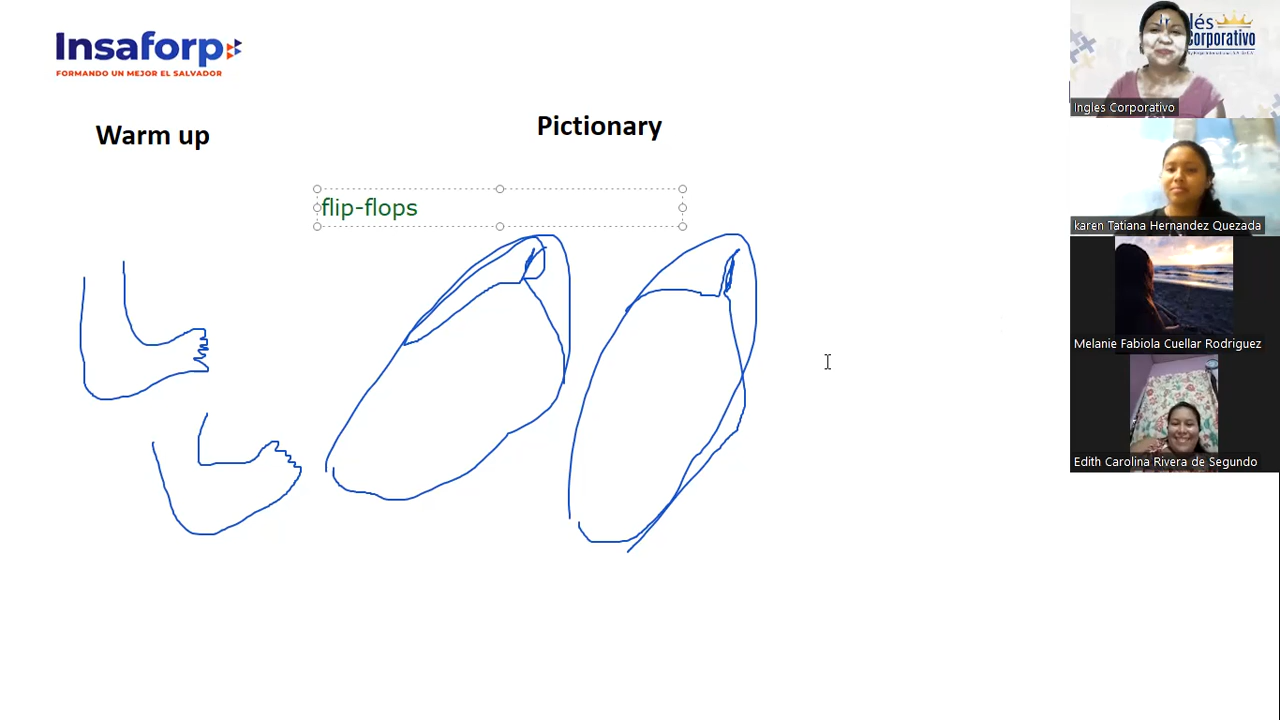 Insaforp
FORMANDO UN MEJOR EL SALVADOR
Warm up
Pictionary
flip-flops
Corporativo
Ingles Corporativo
karen Tatiana Hernandez Quezada
Melanie Fabiola Cuellar Rodriguez
Edith Carolina Rivera de Segundo